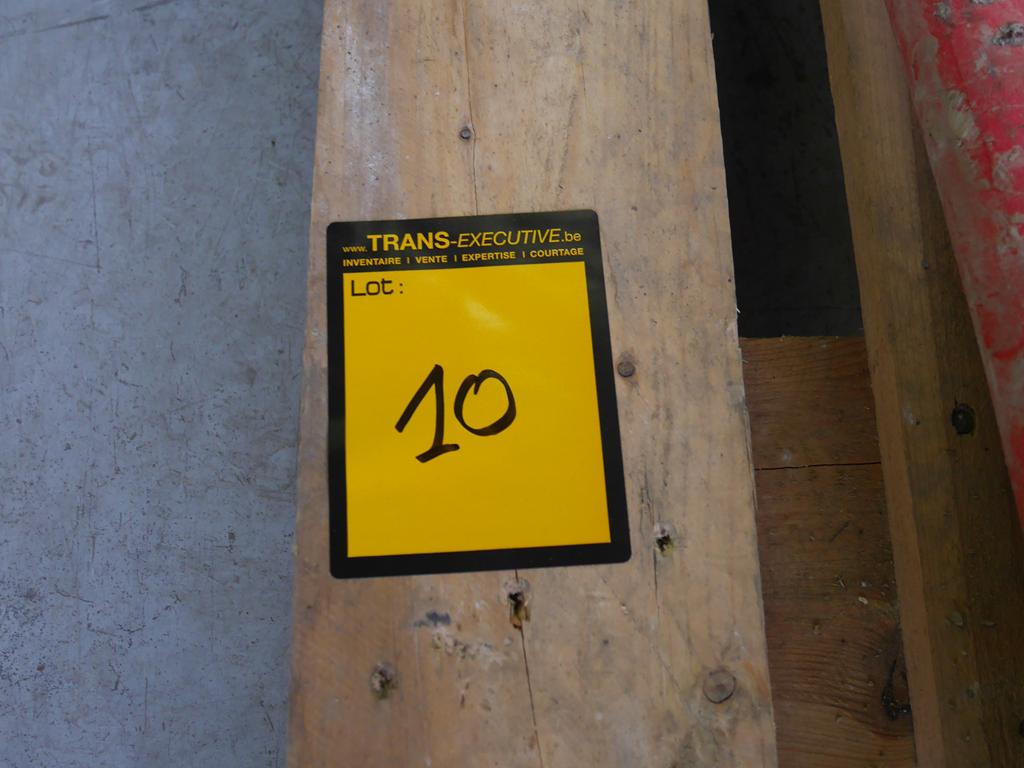 www.TRANS-EXECUTIVE.be
INVENTAIRE | VENTE | EXPERTISE | COURTAGE
Lot:
10